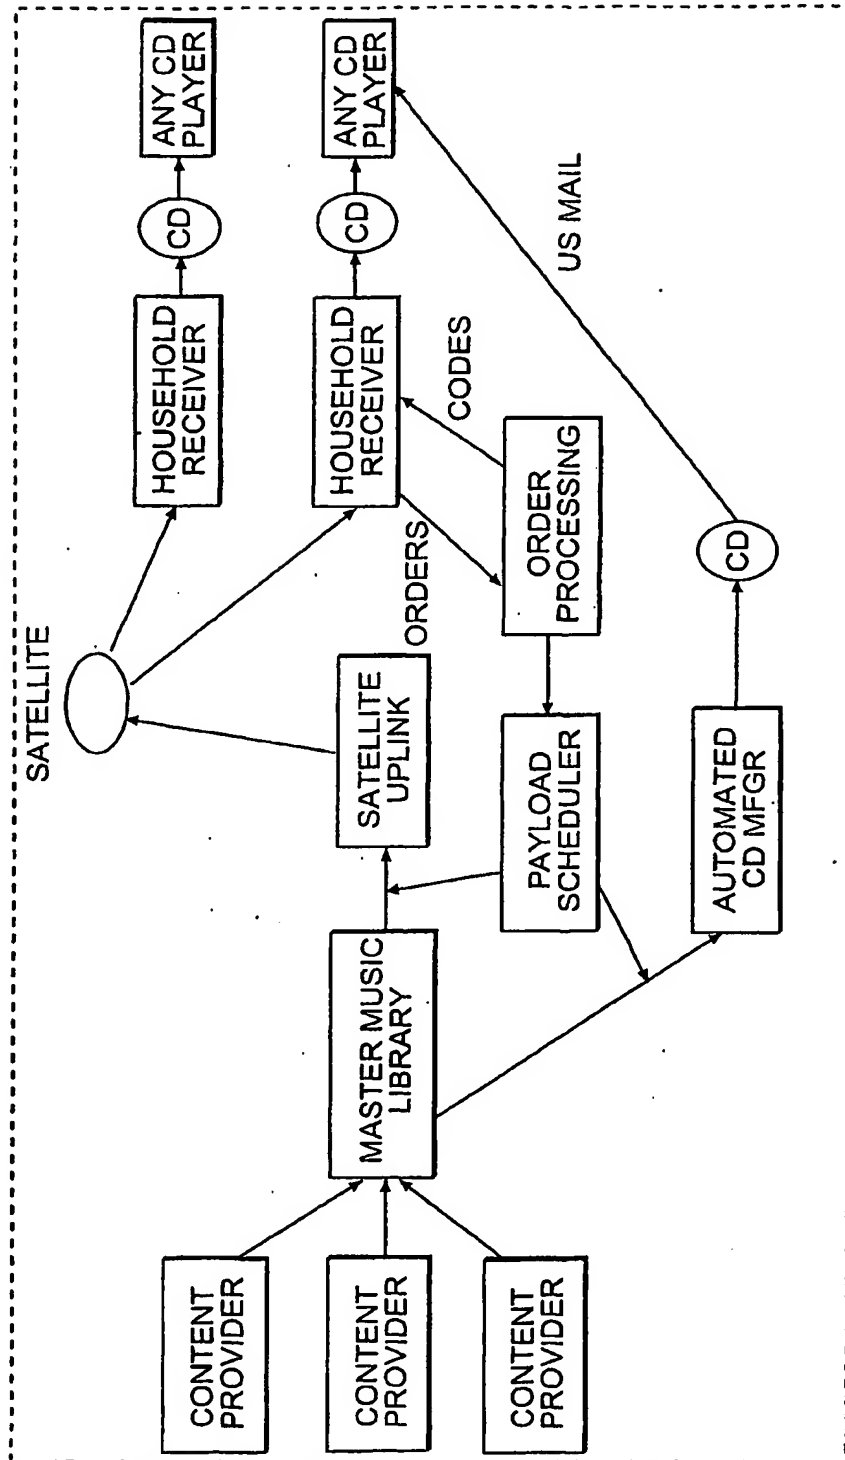 SATELLITE
CONTENT
PROVIDER
CONTENT
PROVIDER
CONTENT
PROVIDER
MASTER MUSIC
LIBRARY
SATELLITE
UPLINK
ORDERS
PAYLOAD
SCHEDULER
ORDER
PROCESSING
CODES
HOUSEHOLD
RECEIVER
HOUSEHOLD
RECEIVER
CD
CD
ANY CD
PLAYER
ANY CD
PLAYER
AUTOMATED
CD MFGR
CD
US MAIL